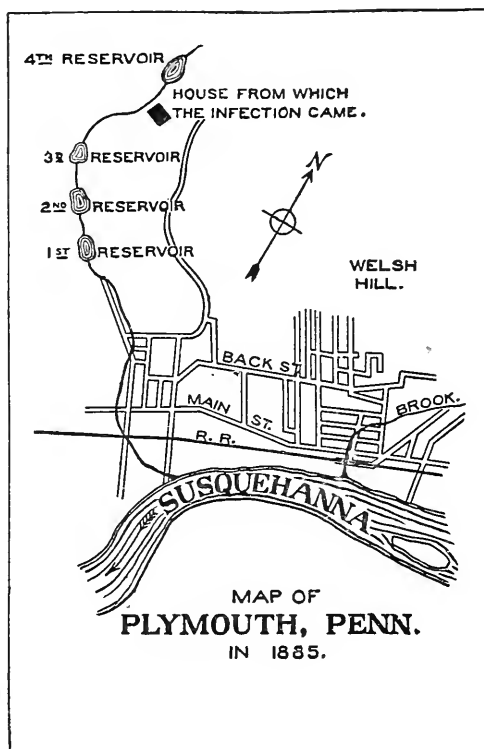 4TH RESERVOIR
HOUSE FROM WHICH
THE INFECTION CAME.
3D RESERVOIR
2ND RESERVOIR
1ST RESERVOIR
N
WELSH
HILL.
BACK ST.
MAIN ST.
BROOK.
R. R.
SUSQUEHANNA
MAP OF
PLYMOUTH, PENN.
IN 1885.